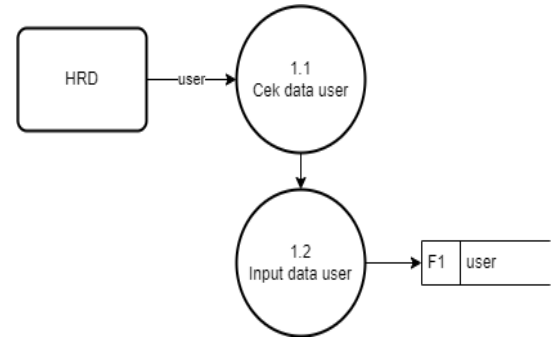 HRD
user
1.1
Cek data user
1.2
Input data user
F1
user